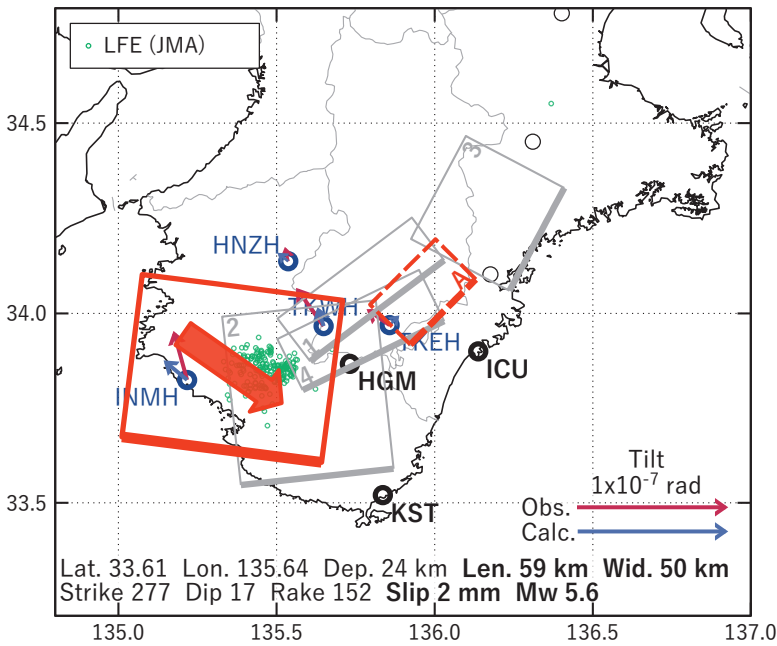 LFE (JMA)
34.5
34.0
33.5
3
HNZH
TKWH
A
2
1
4
KEH
INMH
HGM
ICU
KST
Tilt
1x10-7 rad
Obs.
Calc.
Lat. 33.61 Lon. 135.64 Dep. 24 km Len. 59 km Wid. 50 km
Strike 277 Dip 17 Rake 152 Slip 2 mm Mw 5.6
135.0 135.5 136.0 136.5 137.0